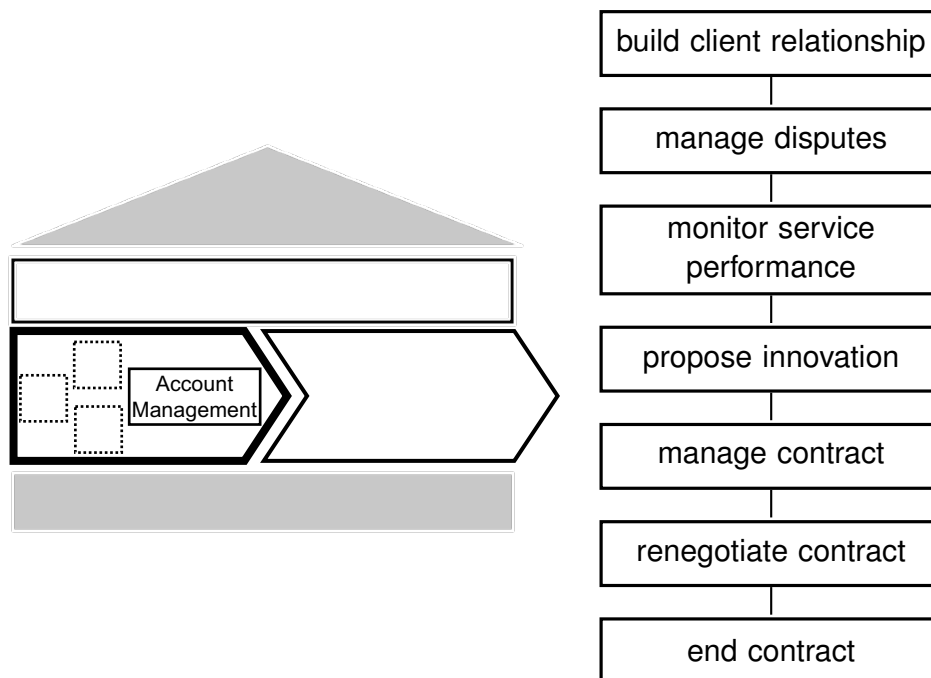 Account
Management
build client relationship
manage disputes
monitor service
performance
propose innovation
manage contract
renegotiate contract
end contract